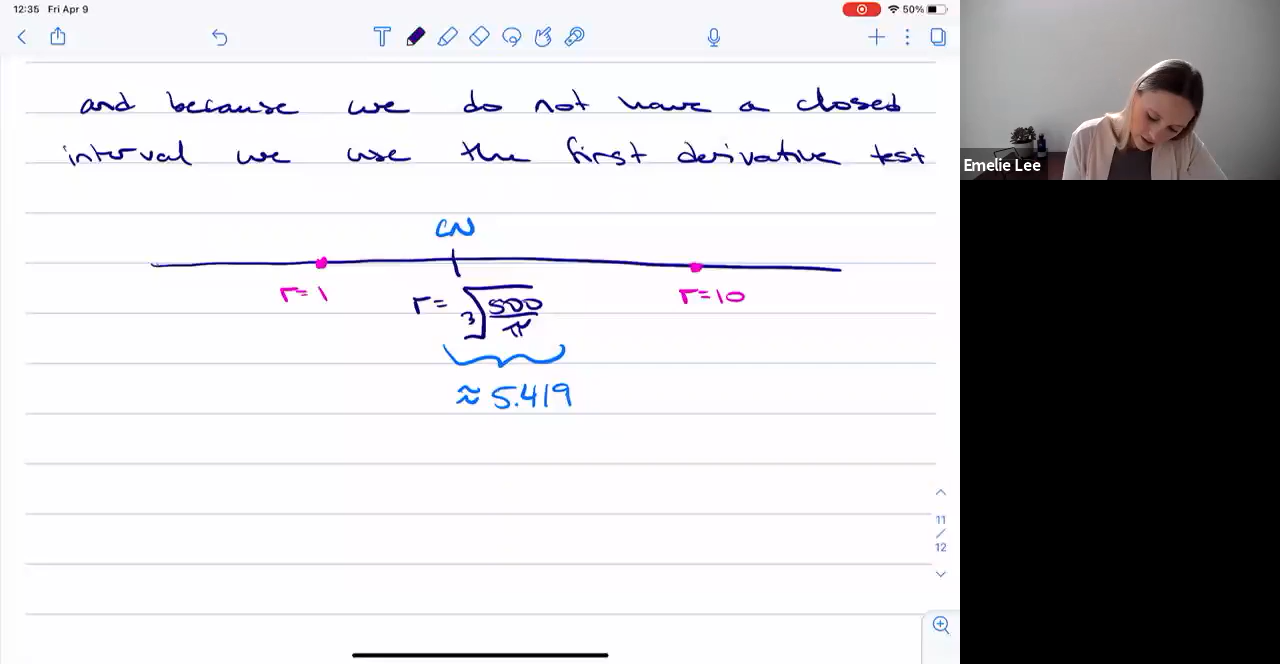 12:35 Fri Apr 9
50%
and because we do not have a closed
interval we use the first derivative test
CN
r=1
r= ∛(500/π)
r=10
≈ 5.419
11
/
12
Emelie Lee